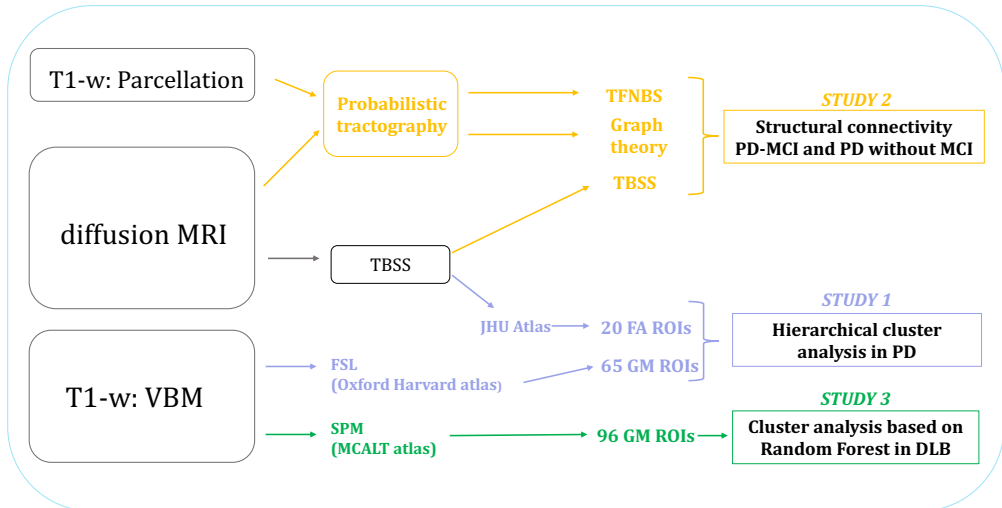 T1-w: Parcellation
diffusion MRI
T1-w: VBM
Probabilistic
tractography
TBSS
TFNBS
Graph
theory
TBSS
STUDY 2
Structural connectivity
PD-MCI and PD without MCI
JHU Atlas
20 FA ROIs
FSL
(Oxford Harvard atlas)
65 GM ROIs
STUDY 1
Hierarchical cluster
analysis in PD
SPM
(MCALT atlas)
96 GM ROIs
STUDY 3
Cluster analysis based on
Random Forest in DLB